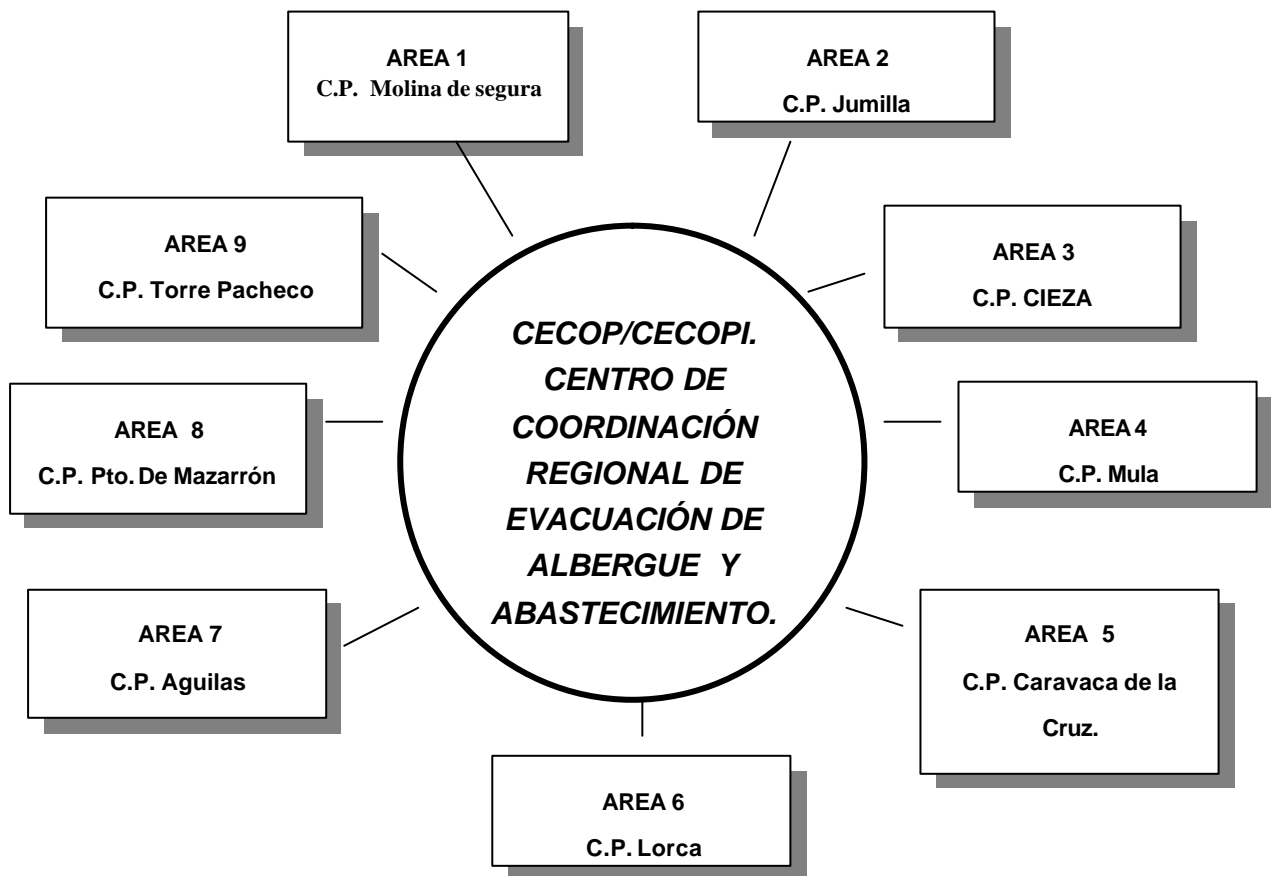 AREA 1
C.P. Molina de segura
AREA 2
C.P. Jumilla
AREA 9
C.P. Torre Pacheco
AREA 3
C.P. CIEZA
CECOP/CECOPI.
CENTRO DE
COORDINACIÓN
REGIONAL DE
EVACUACIÓN DE
ALBERGUE Y
ABASTECIMIENTO.
AREA 8
C.P. Pto. De Mazarrón
AREA 4
C.P. Mula
AREA 7
C.P. Aguilas
AREA 5
C.P. Caravaca de la
Cruz.
AREA 6
C.P. Lorca